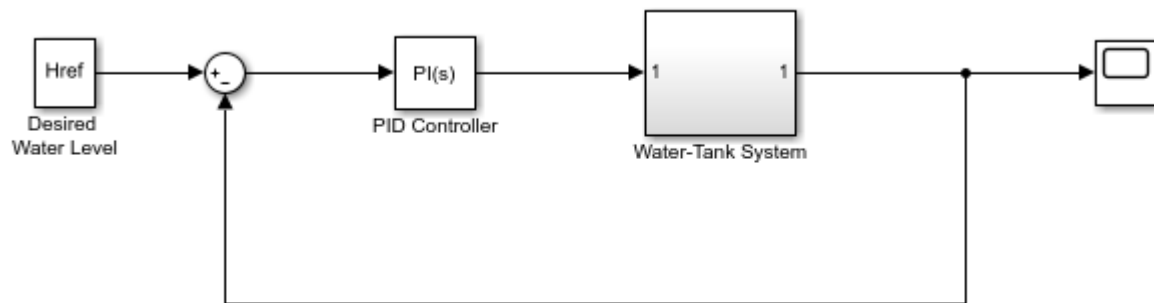 Href
Desired
Water Level
+
-
PI(s)
PID Controller
1
1
Water-Tank System